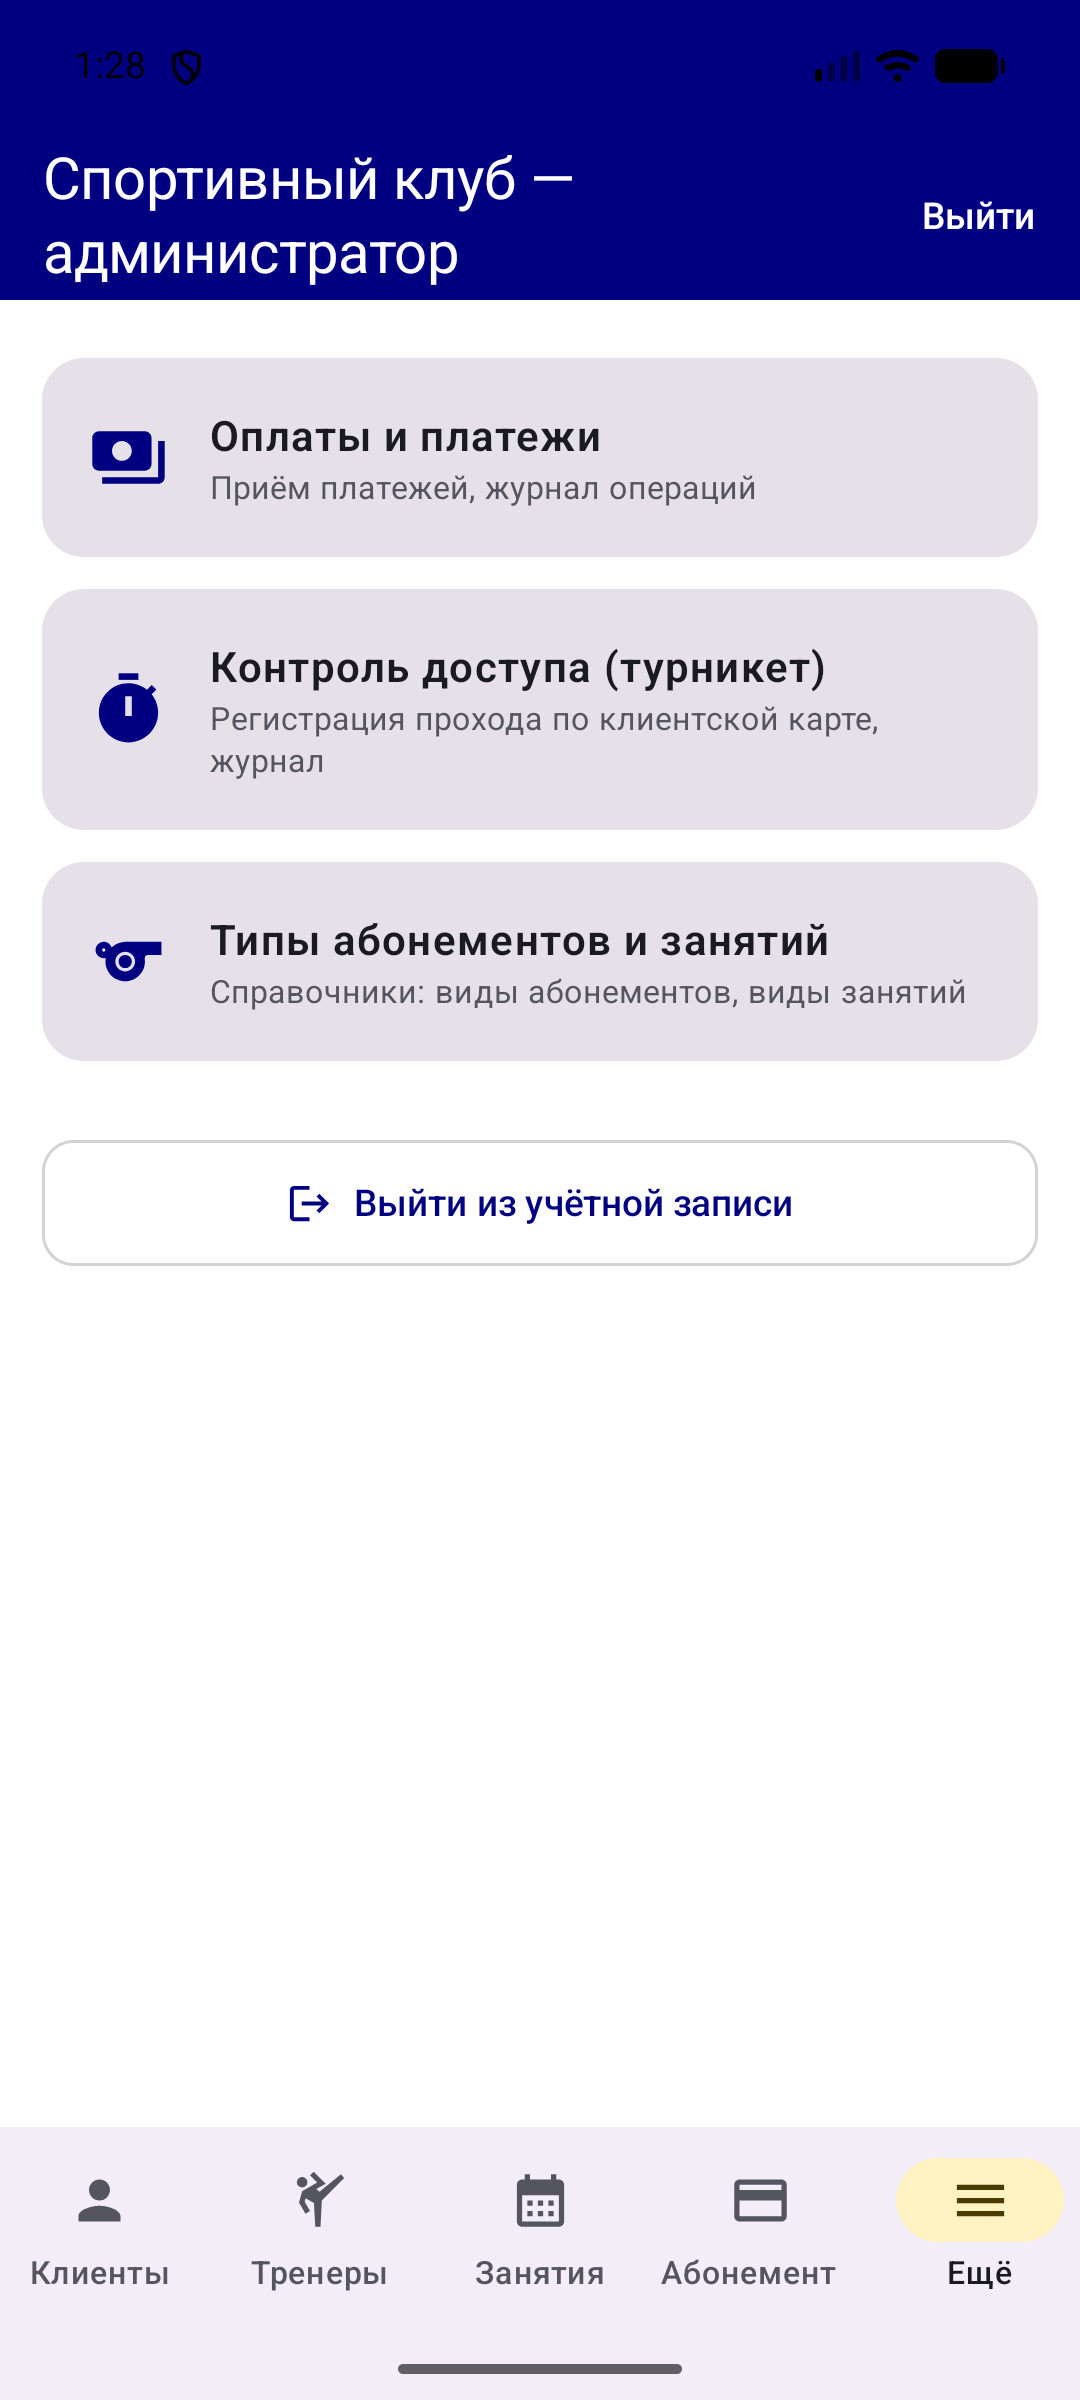 1:28
Спортивный клуб —
администратор
Выйти
Оплаты и платежи
Приём платежей, журнал операций
Контроль доступа (турникет)
Регистрация прохода по клиентской карте,
журнал
Типы абонементов и занятий
Справочники: виды абонементов, виды занятий
Выйти из учётной записи
Клиенты
Тренеры
Занятия
Абонемент
Ещё